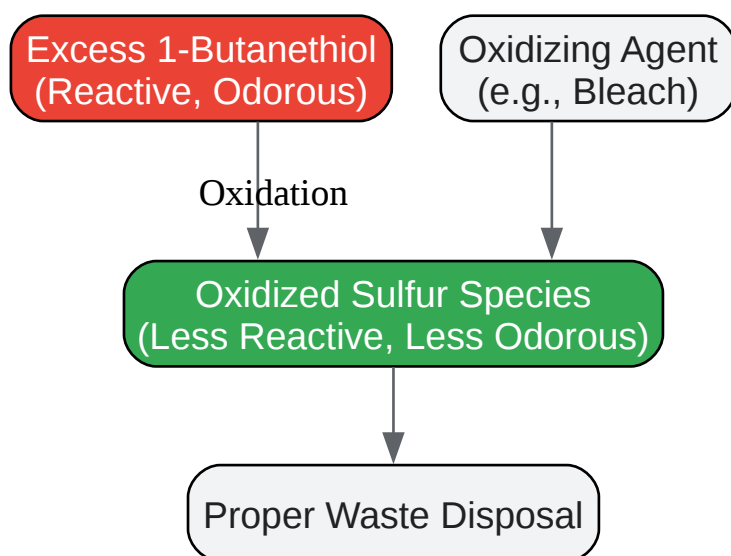 Excess 1-Butanethiol
(Reactive, Odorous)
Oxidizing Agent
(e.g., Bleach)
Oxidation
Oxidized Sulfur Species
(Less Reactive, Less Odorous)
Proper Waste Disposal